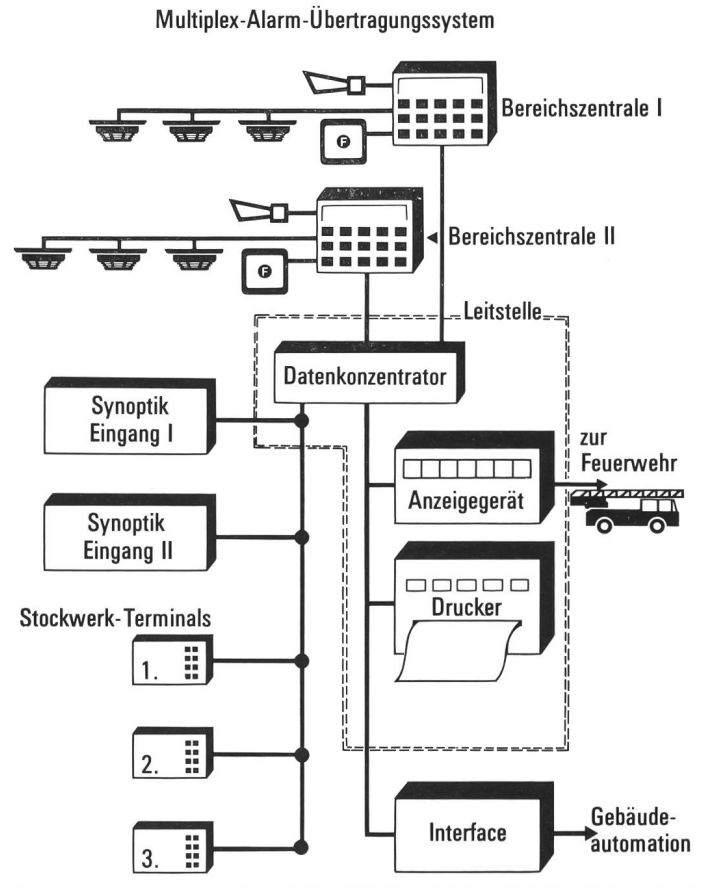 Multiplex-Alarm-Übertragungssystem
Bereichszentrale I
F
Bereichszentrale II
F
Leitstelle
Datenkonzentrator
Synoptik
Eingang I
zur
Feuerwehr
Anzeigegerät
Synoptik
Eingang II
Drucker
Stockwerk-Terminals
1.
2.
3.
Interface
Gebäude-
automation